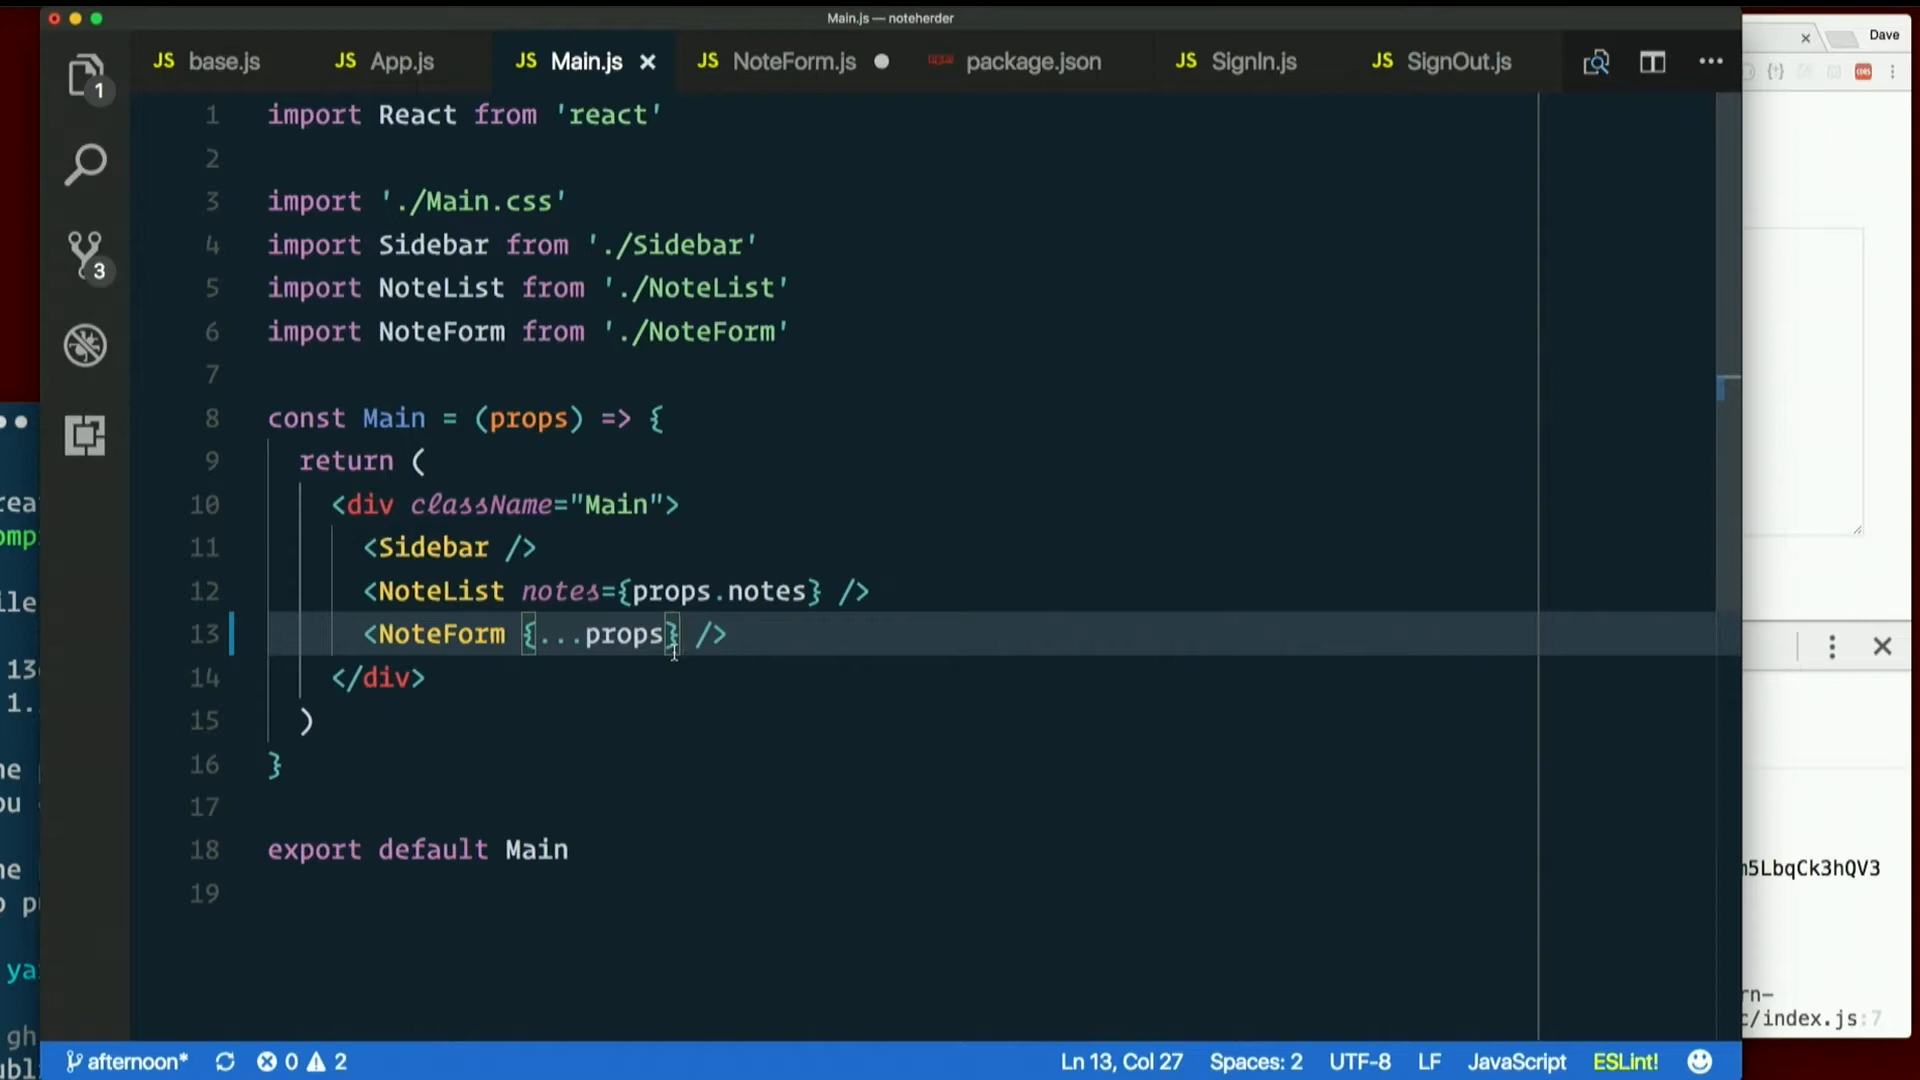 Main.js — noteherder
Dave
JS base.js
JS App.js
JS Main.js
JS NoteForm.js
package.json
JS SignIn.js
JS SignOut.js
1
3
1 import React from 'react'
2
3 import './Main.css'
4 import Sidebar from './Sidebar'
5 import NoteList from './NoteList'
6 import NoteForm from './NoteForm'
7
8 const Main = (props) => {
9 return (
10 <div className="Main">
11 <Sidebar />
12 <NoteList notes={props.notes} />
13 <NoteForm {...props} />
14 </div>
15 )
16 }
17
18 export default Main
19
m5LbqCk3hQV3
rn-
c/index.js:7
afternoon* 0 2 Ln 13, Col 27 Spaces: 2 UTF-8 LF JavaScript ESLint!